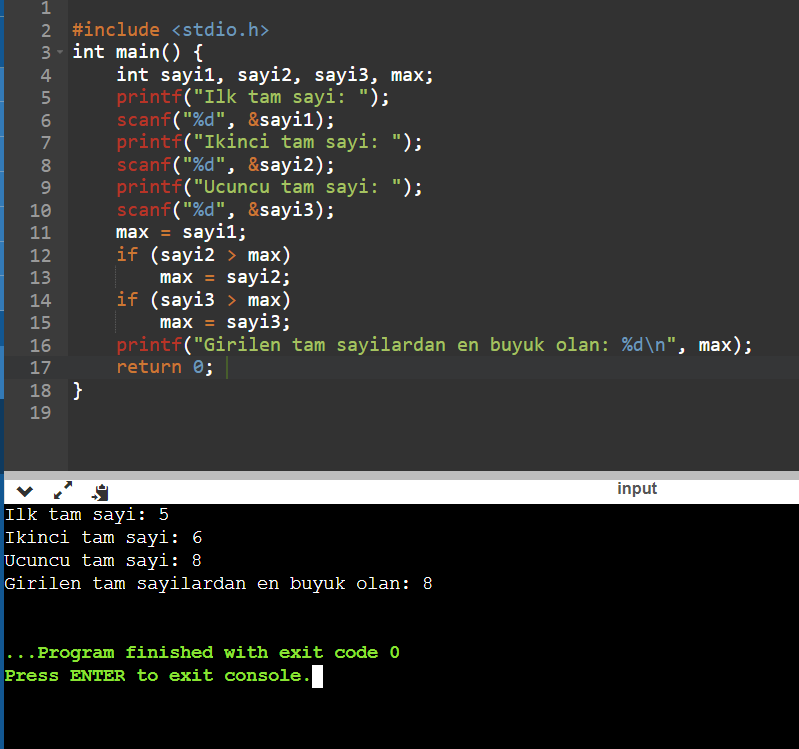 1
2 #include <stdio.h>
3 int main() {
4     int sayi1, sayi2, sayi3, max;
5     printf("Ilk tam sayi: ");
6     scanf("%d", &sayi1);
7     printf("Ikinci tam sayi: ");
8     scanf("%d", &sayi2);
9     printf("Ucuncu tam sayi: ");
10     scanf("%d", &sayi3);
11     max = sayi1;
12     if (sayi2 > max)
13         max = sayi2;
14     if (sayi3 > max)
15         max = sayi3;
16     printf("Girilen tam sayilardan en buyuk olan: %d\n", max);
17     return 0;
18 }
19
input
Ilk tam sayi: 5
Ikinci tam sayi: 6
Ucuncu tam sayi: 8
Girilen tam sayilardan en buyuk olan: 8
...Program finished with exit code 0
Press ENTER to exit console.